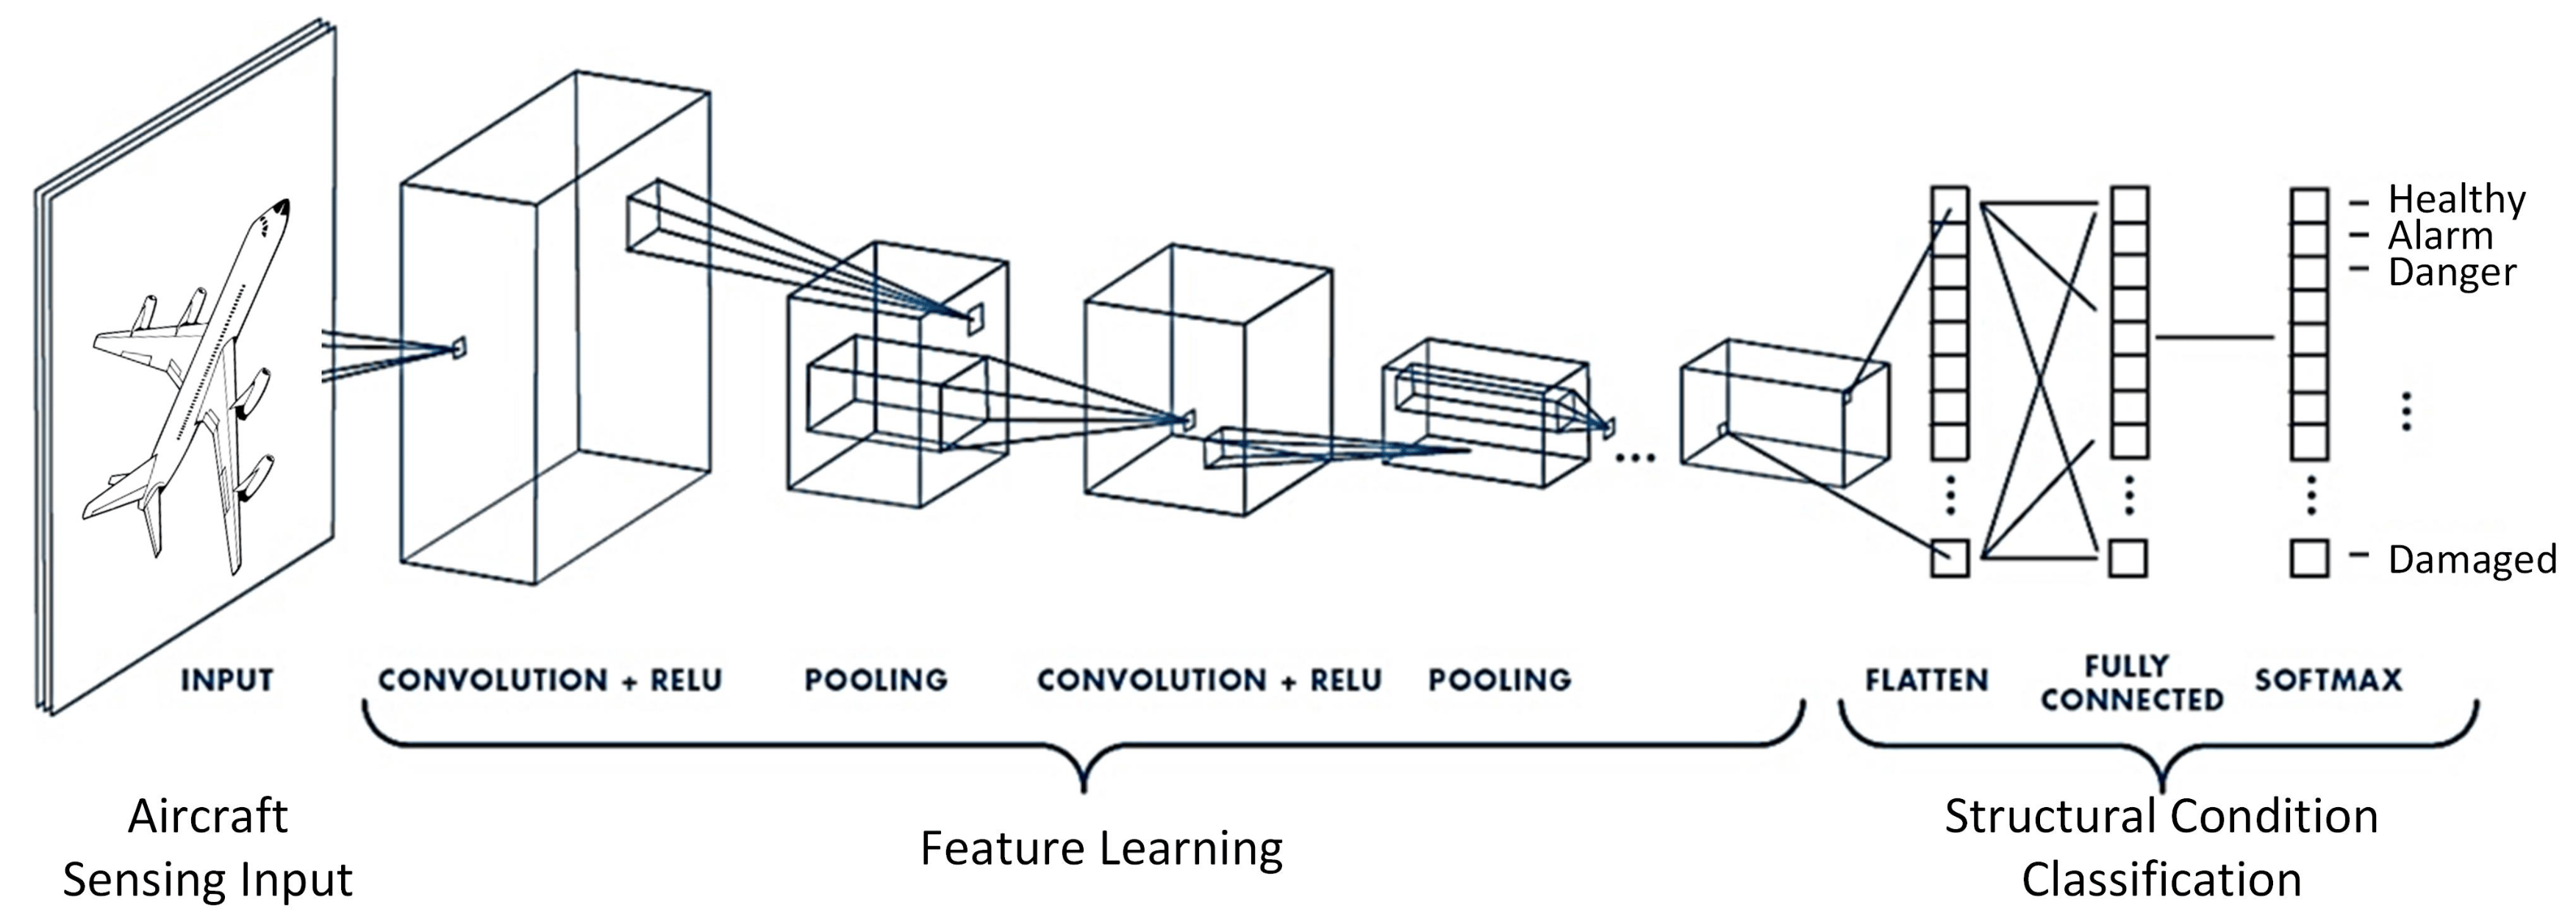 Healthy
Alarm
Danger
Damaged
INPUT
CONVOLUTION + RELU
POOLING
CONVOLUTION + RELU
POOLING
FLATTEN
FULLY
CONNECTED
SOFTMAX
Aircraft
Sensing Input
Feature Learning
Structural Condition
Classification